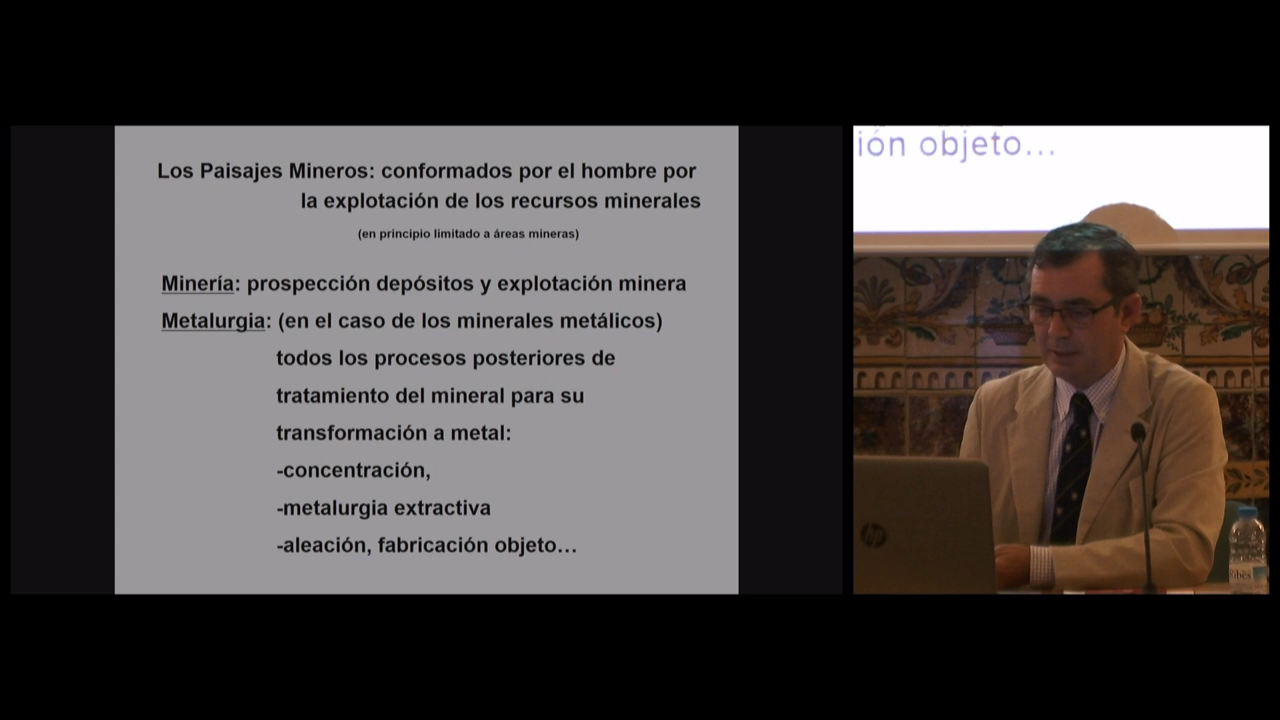 Los Paisajes Mineros: conformados por el hombre por
la explotación de los recursos minerales
(en principio limitado a áreas mineras)
Minería: prospección depósitos y explotación minera
Metalurgia: (en el caso de los minerales metálicos)
todos los procesos posteriores de
tratamiento del mineral para su
transformación a metal:
-concentración,
-metalurgia extractiva
-aleación, fabricación objeto…
ión objeto…
hp
Ribes